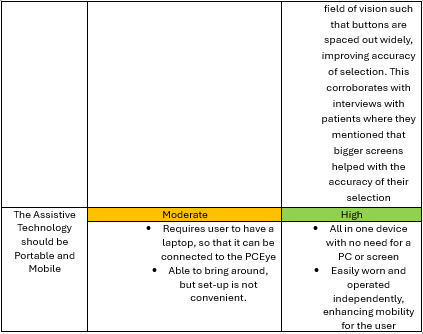 field of vision such
that buttons are
spaced out widely,
improving accuracy
of selection. This
corroborates with
interviews with
patients where they
mentioned that
bigger screens
helped with the
accuracy of their
selection
The Assistive
Technology
should be
Portable and
Mobile
Moderate
• Requires user to have a
laptop, so that it can be
connected to the PCEye
• Able to bring around,
but set-up is not
convenient.
High
• All in one device
with no need for a
PC or screen
• Easily worn and
operated
independently,
enhancing mobility
for the user